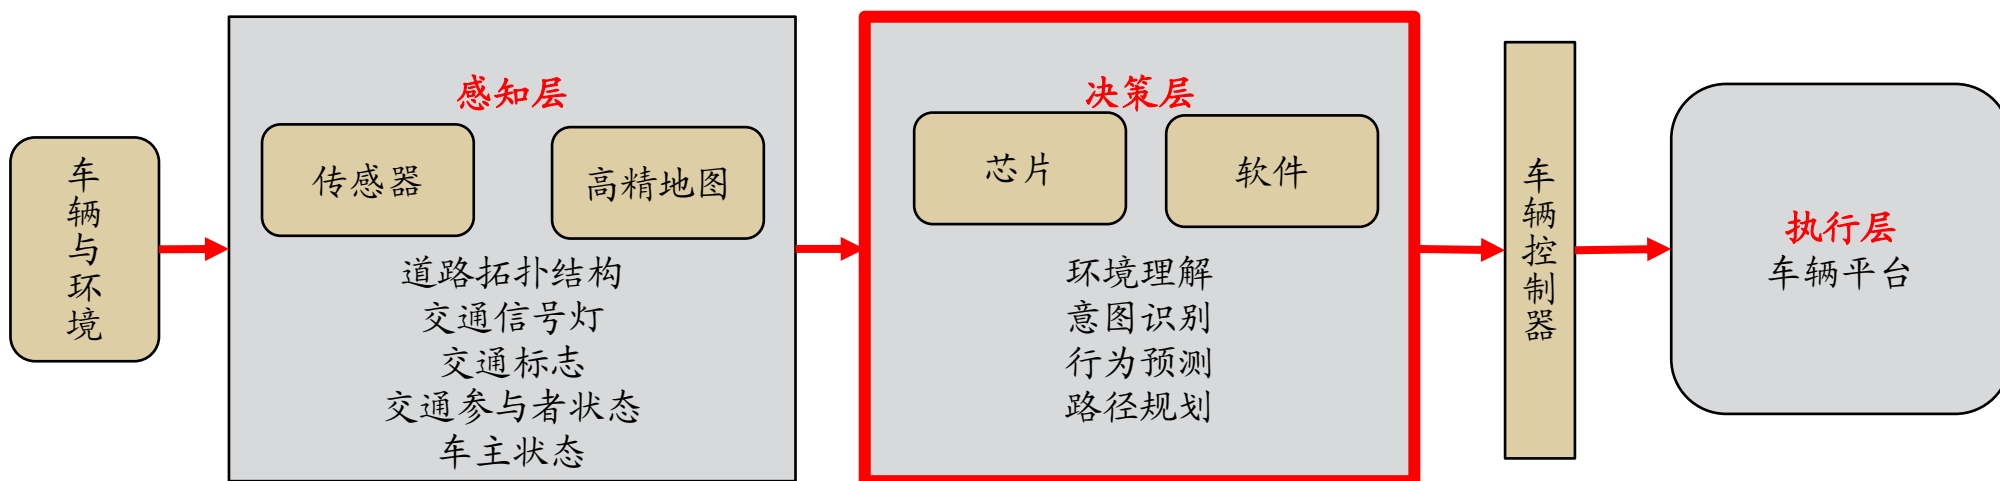 车辆与环境
感知层
传感器
高精地图
道路拓扑结构
交通信号灯
交通标志
交通参与者状态
车主状态
决策层
芯片
软件
环境理解
意图识别
行为预测
路径规划
车辆控制器
执行层
车辆平台